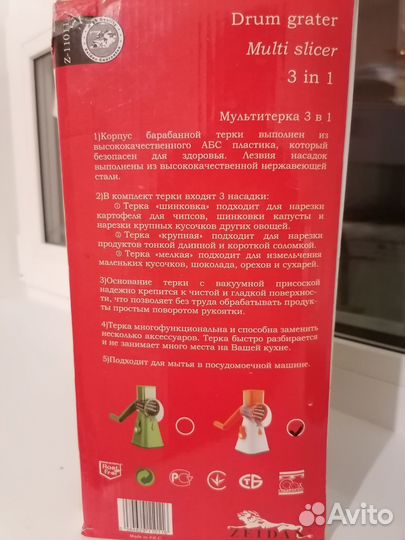 Z-1101
Drum grater
Multi slicer
3 in 1
Мультитерка 3 в 1
1)Корпус барабанной терки выполнен из
высококачественного АБС пластика, который
безопасен для здоровья. Лезвия насадок
выполнены из высококачественной нержавеющей
стали.
2)В комплект терки входят 3 насадки:
Терка «шинковка» подходит для нарезки
картофеля для чипсов, шинковки капусты и
нарезки крупных кусочков других овощей.
Терка «крупная» подходит для нарезки
продуктов тонкой длинной и короткой соломкой.
Терка «мелкая» подходит для измельчения
маленьких кусочков, шоколада, орехов и сухарей.
3)Основание терки с вакуумной присоской
надежно крепится к чистой и гладкой поверхнос-
ти, что позволяет без труда обрабатывать продук-
ты простым поворотом рукоятки.
4)Терка многофункциональна и способна заменить
несколько аксессуаров. Терка быстро разбирается
и не занимает много места на Вашей кухне.
5)Подходит для мытья в посудомоечной машине.
Made in P.R.C.
ZEIDAN
Avito